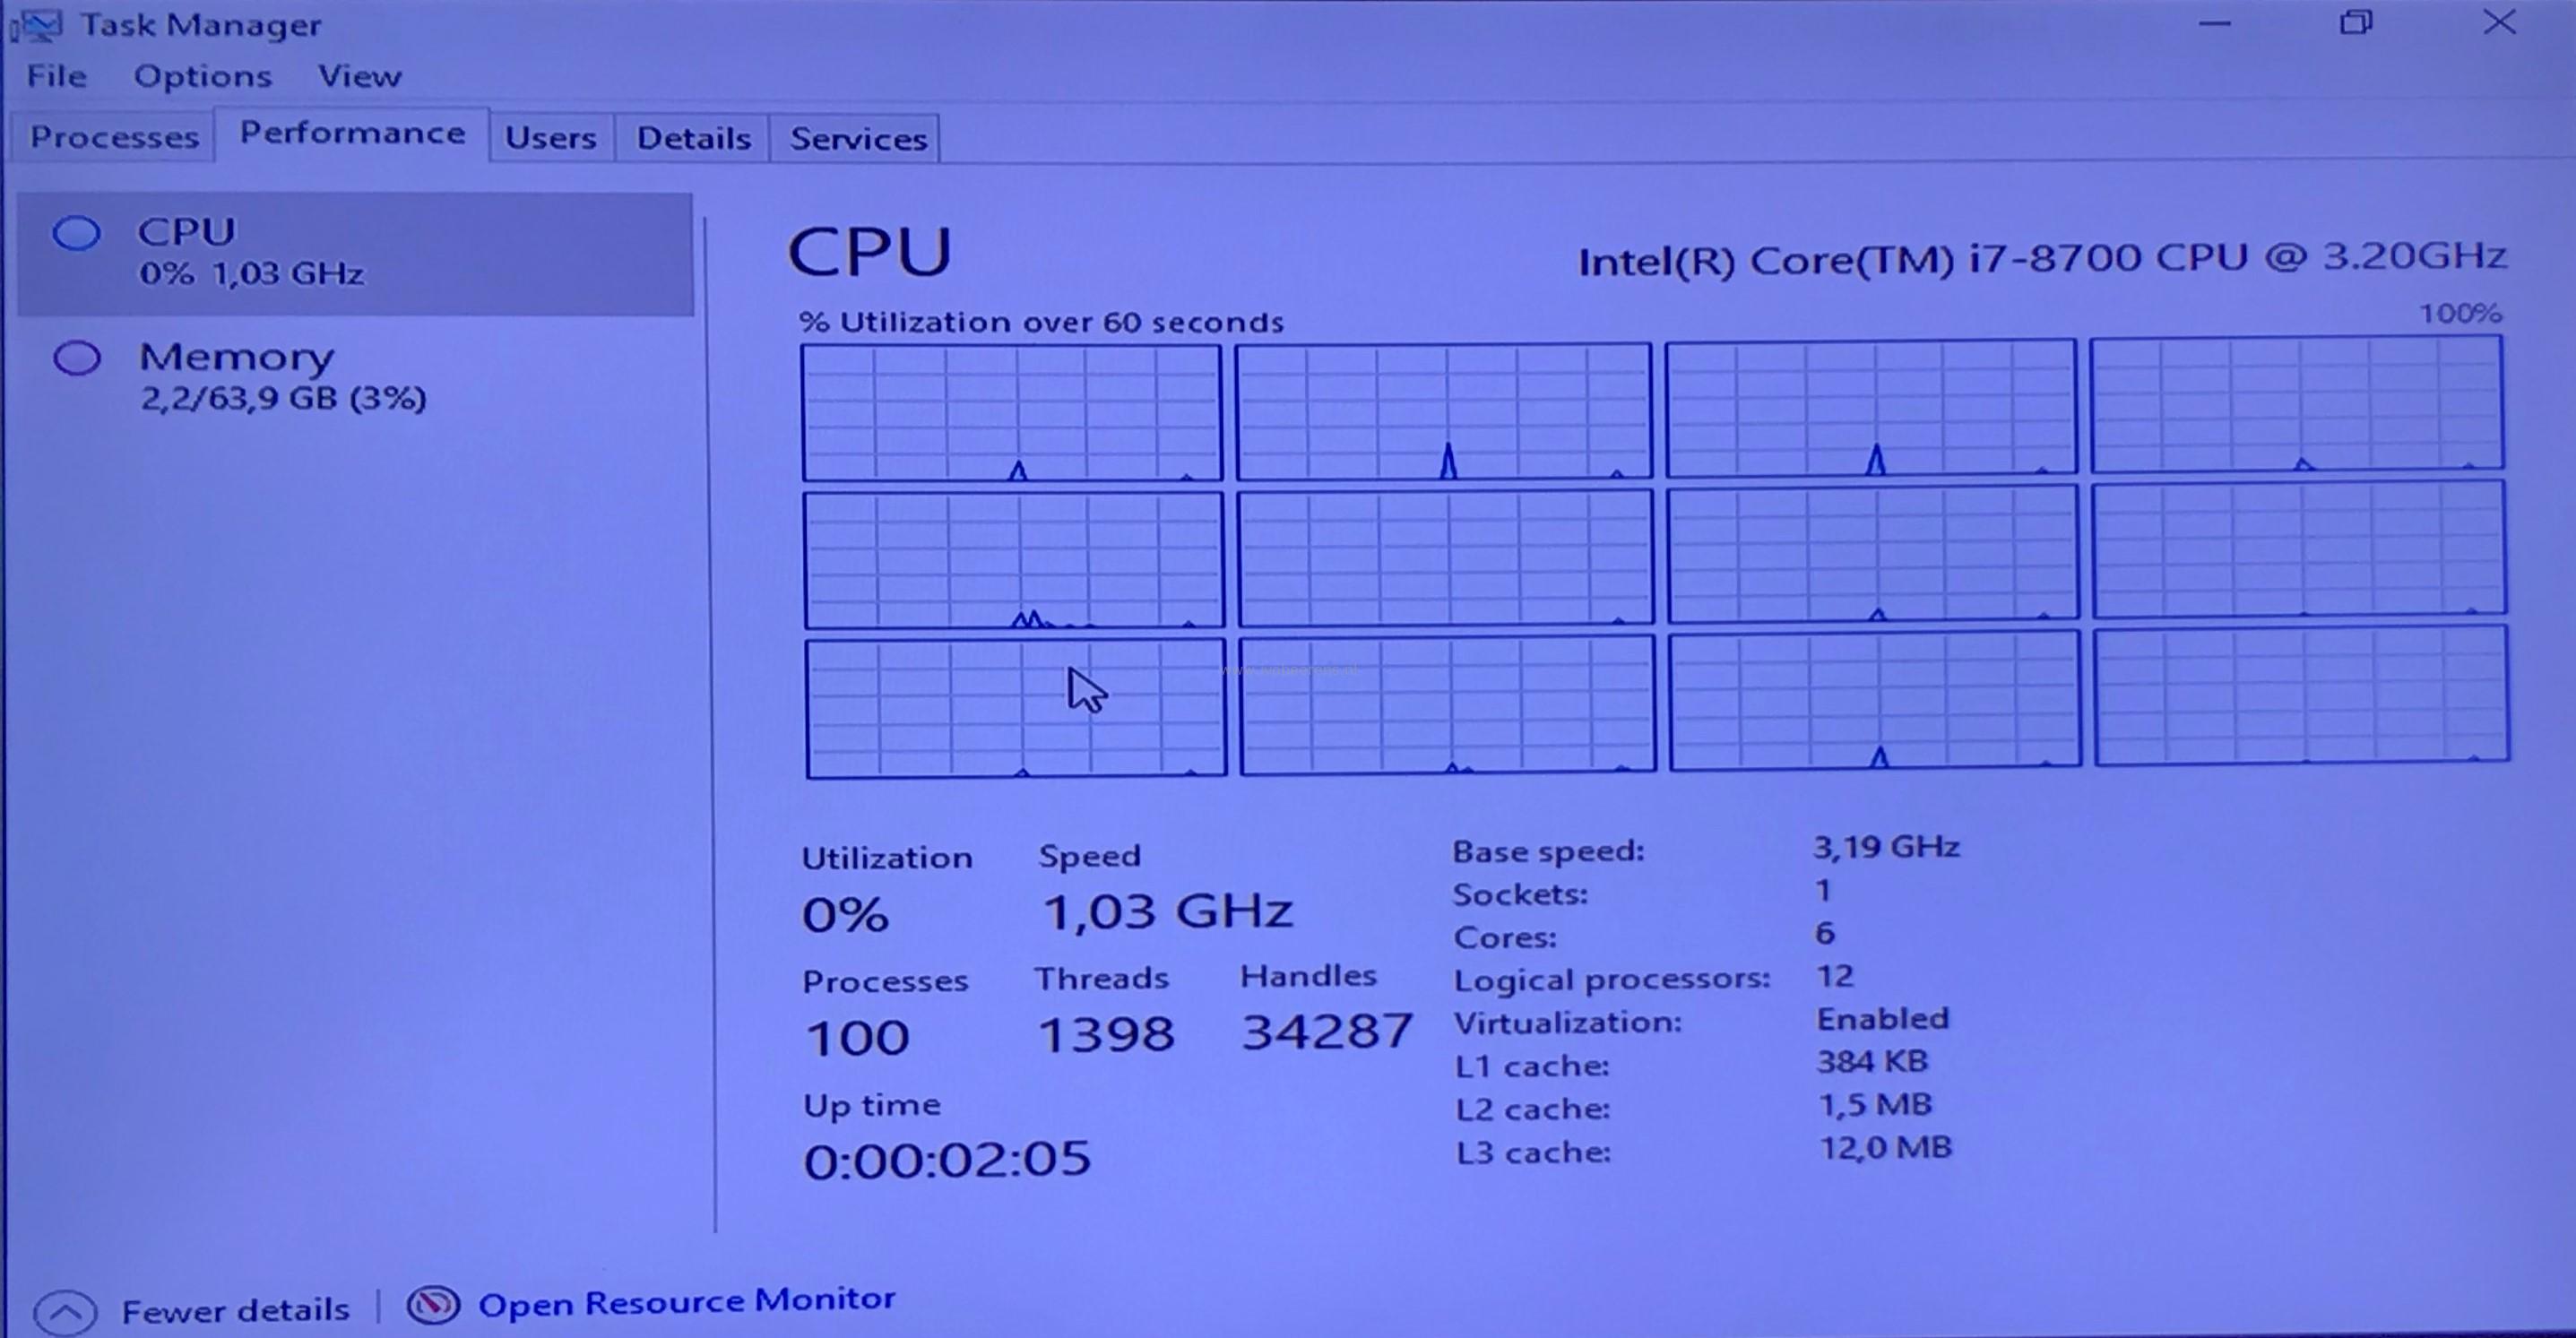 Task Manager
File Options View
Processes Performance Users Details Services
CPU
0% 1,03 GHz
Memory
2,2/63,9 GB (3%)
CPU
Intel(R) Core(TM) i7-8700 CPU @ 3.20GHz
% Utilization over 60 seconds
100%
Utilization Speed
0% 1,03 GHz
Processes Threads Handles
100 1398 34287
Up time
0:00:02:05
Base speed: 3,19 GHz
Sockets: 1
Cores: 6
Logical processors: 12
Virtualization: Enabled
L1 cache: 384 KB
L2 cache: 1,5 MB
L3 cache: 12,0 MB
Fewer details
Open Resource Monitor